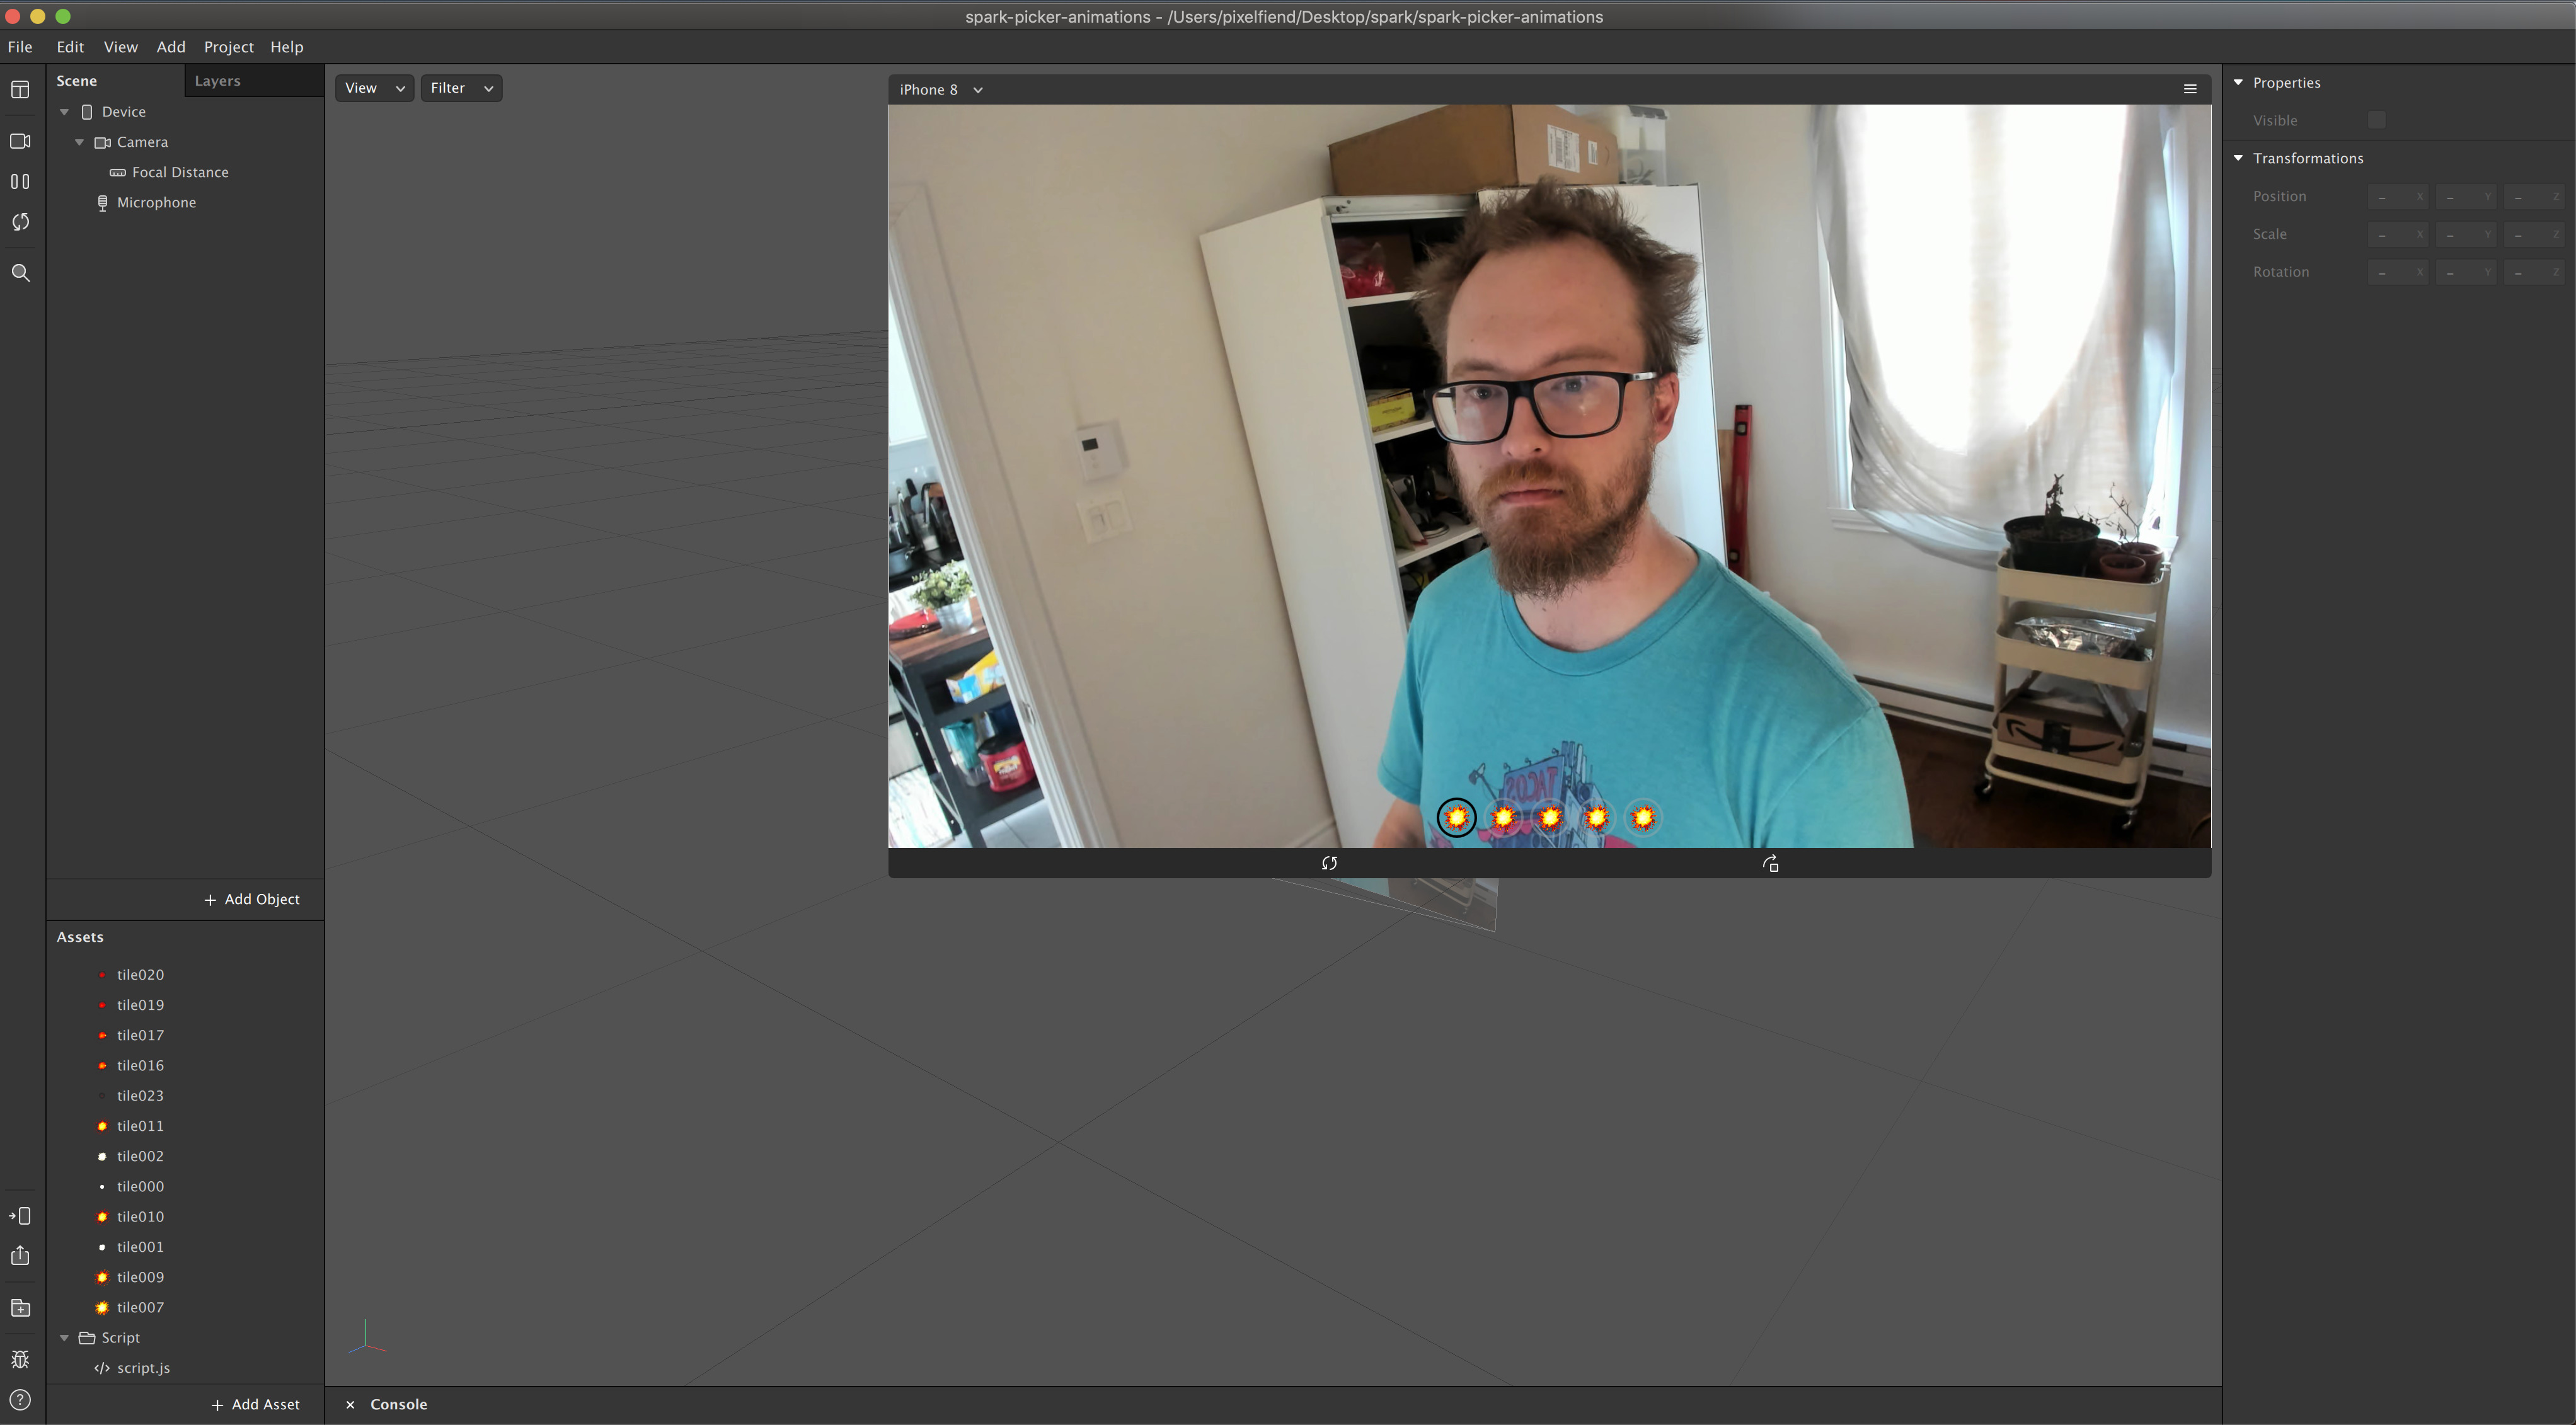 spark-picker-animations - /Users/pixelfiend/Desktop/spark/spark-picker-animations
File Edit View Add Project Help
Scene Layers
Device
Camera
Focal Distance
Microphone
+ Add Object
Assets
tile020
tile019
tile017
tile016
tile023
tile011
tile002
tile000
tile010
tile001
tile009
tile007
Script
</> script.js
+ Add Asset
View Filter
iPhone 8
TACOS
× Console
Properties
Visible
Transformations
Position – X – Y – Z
Scale – X – Y – Z
Rotation – X – Y – Z